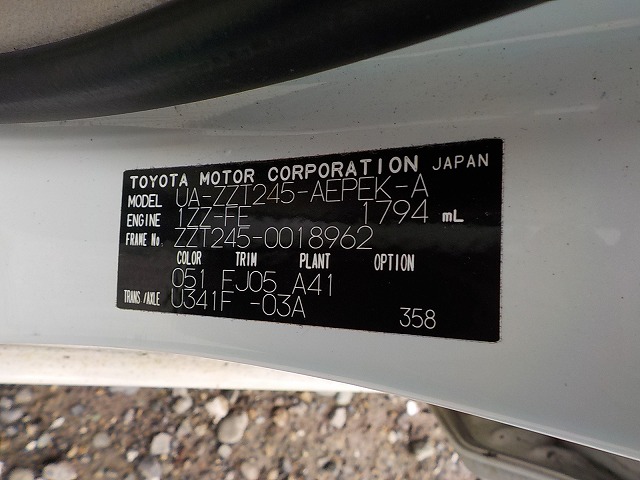 TOYOTA MOTOR CORPORATION JAPAN
MODEL UA-ZZT245-AEPEK-A
ENGINE 1ZZ-FE 1794 mL
FRAME No. ZZT245-0018962
COLOR TRIM PLANT OPTION
051 FJ05 A41
TRANS/AXLE U341F -03A
358